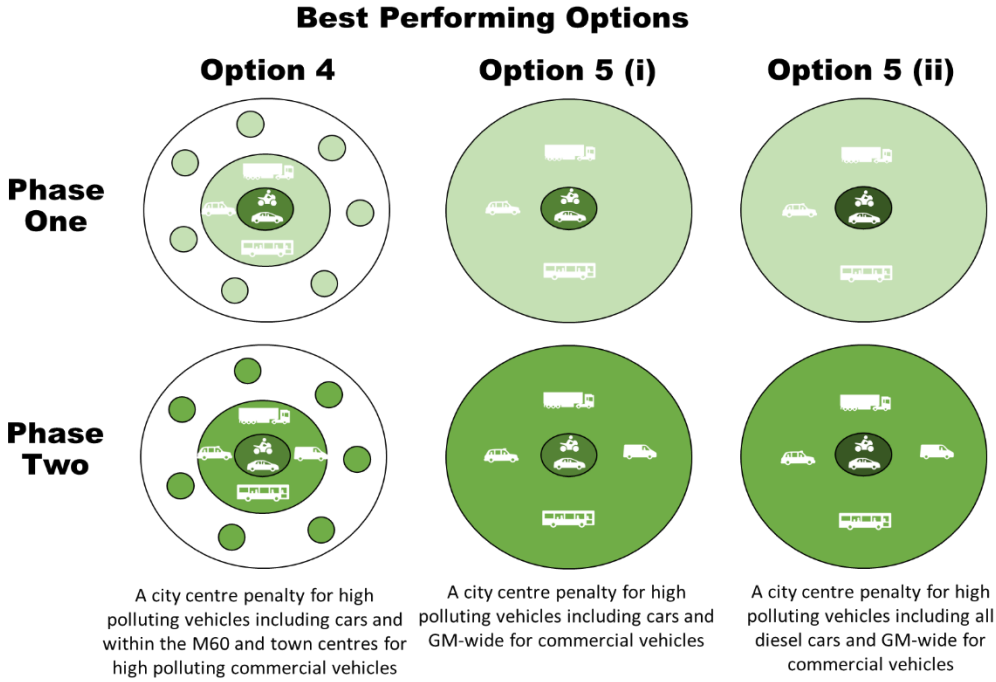 Best Performing Options
Option 4
Option 5 (i)
Option 5 (ii)
Phase
One
Phase
Two
A city centre penalty for high
polluting vehicles including cars and
within the M60 and town centres for
high polluting commercial vehicles
A city centre penalty for high
polluting vehicles including cars and
GM-wide for commercial vehicles
A city centre penalty for high
polluting vehicles including all
diesel cars and GM-wide for
commercial vehicles